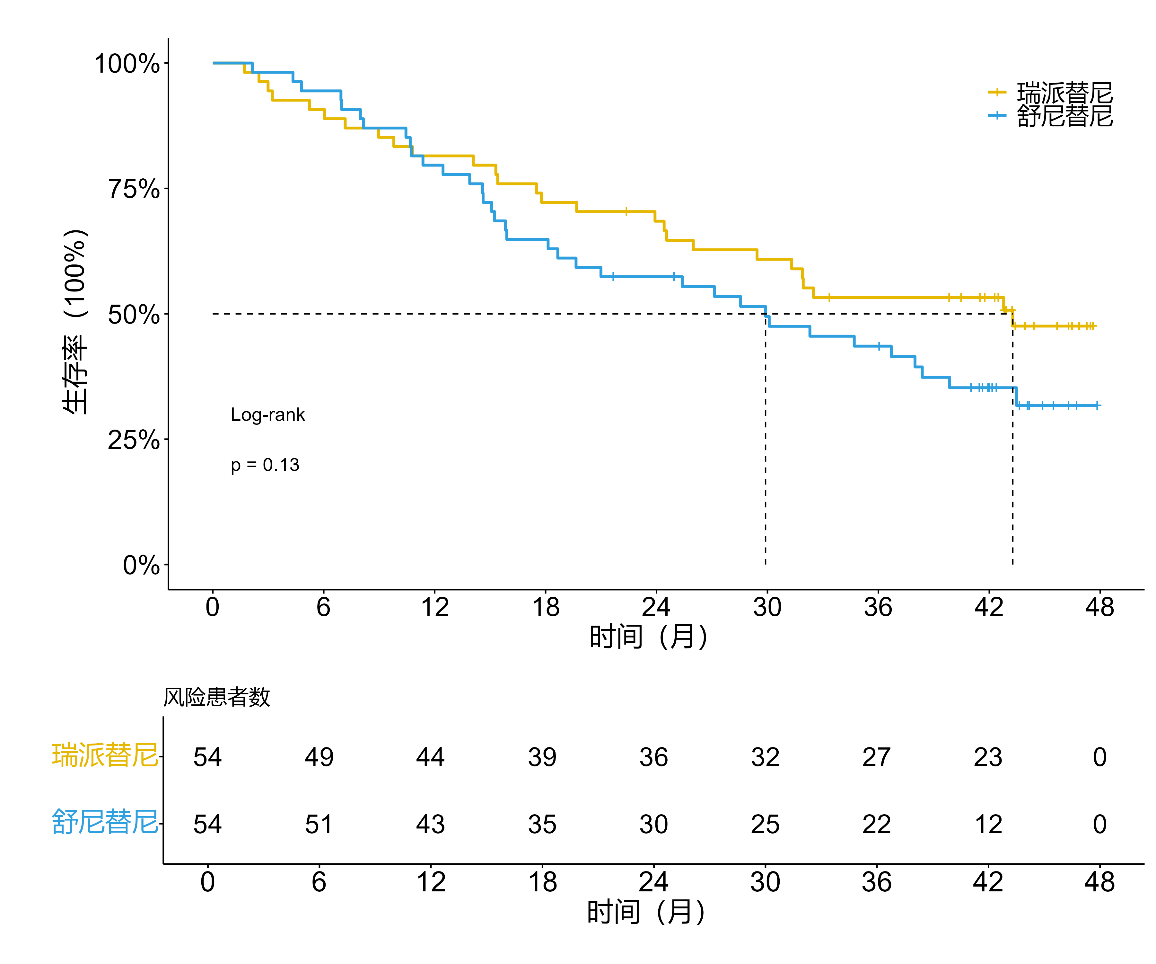 100%
75%
50%
25%
0%
生存率（100%）
瑞派替尼
舒尼替尼
Log-rank
p = 0.13
0 6 12 18 24 30 36 42 48
时间（月）
风险患者数
瑞派替尼 54 49 44 39 36 32 27 23 0
舒尼替尼 54 51 43 35 30 25 22 12 0
0 6 12 18 24 30 36 42 48
时间（月）